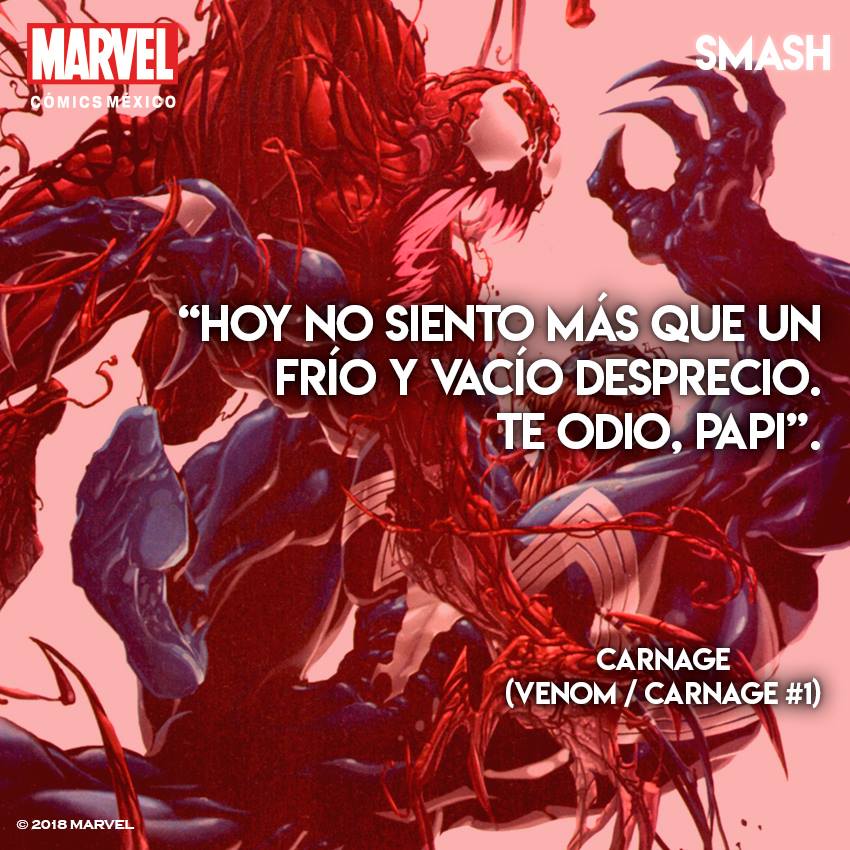 MARVEL
CÓMICS MÉXICO
SMASH
“HOY NO SIENTO MÁS QUE UN
FRÍO Y VACÍO DESPRECIO.
TE ODIO, PAPI”.
CARNAGE
(VENOM / CARNAGE #1)
© 2018 MARVEL